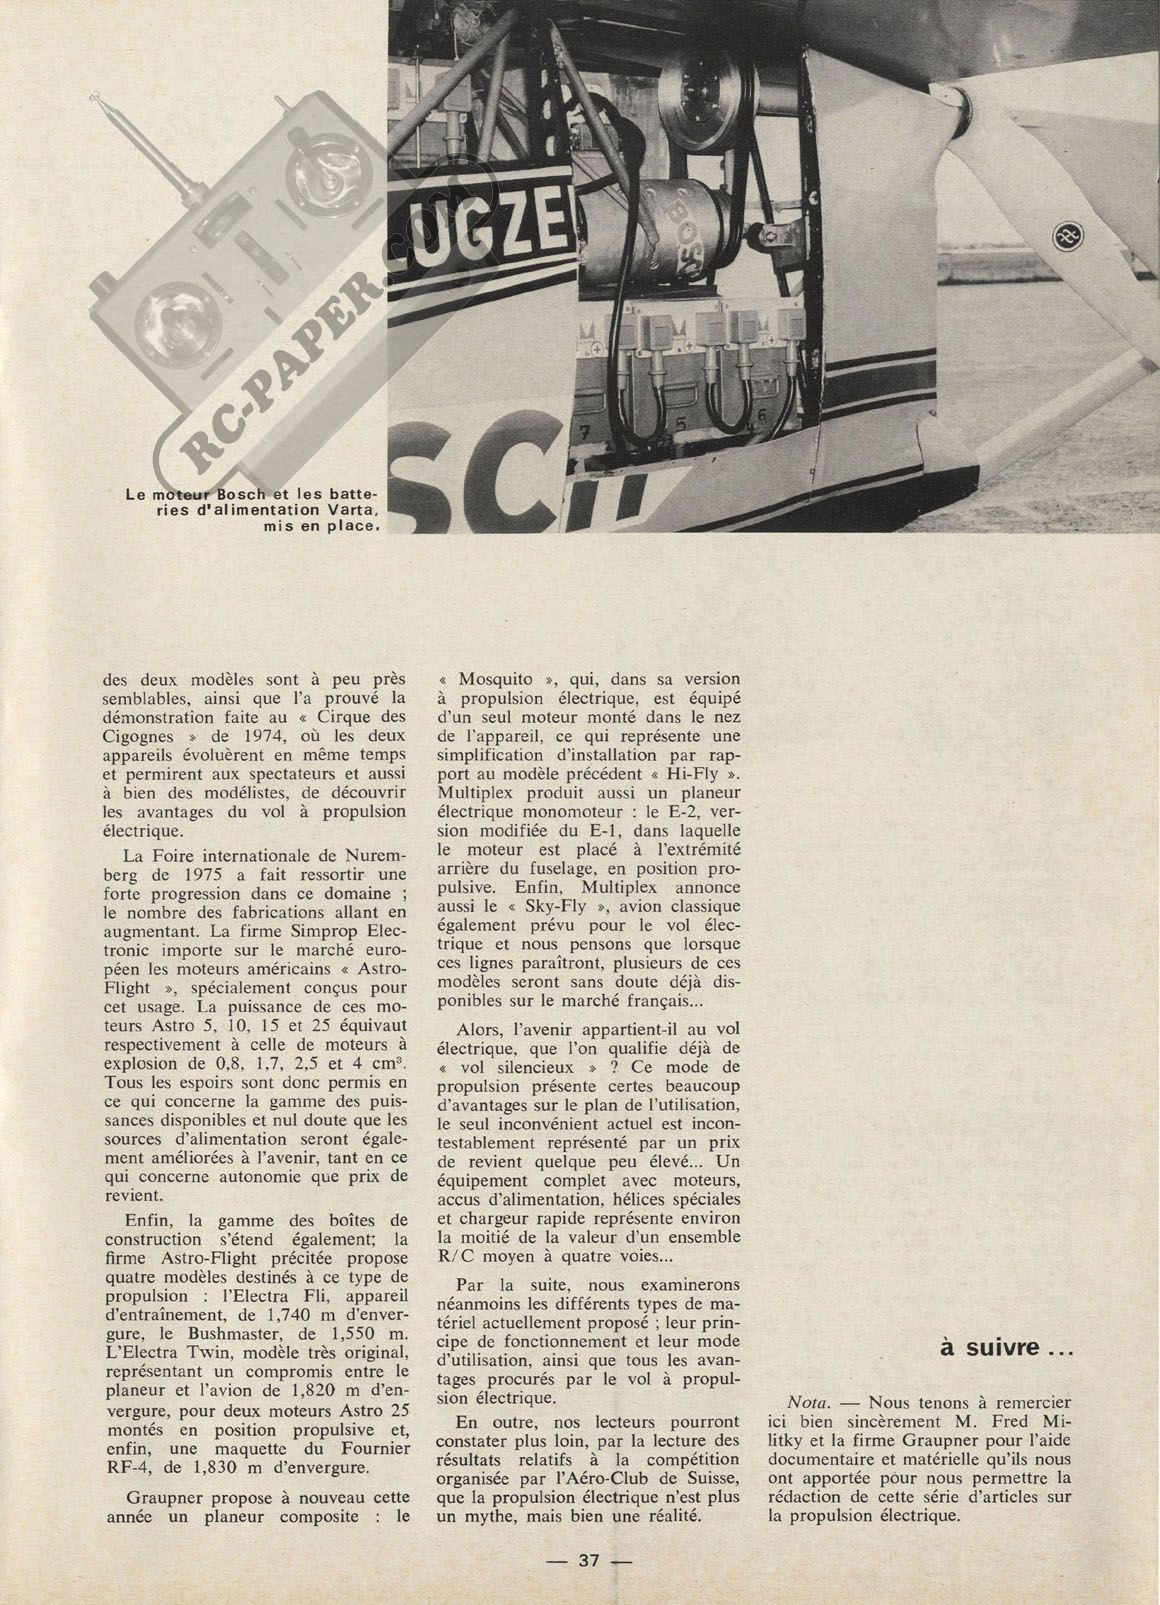 LUGZE
BOSCH
7
5
4
6
SCH
RC-PAPER.COM
Le moteur Bosch et les batte-
ries d'alimentation Varta,
mis en place.
des deux modèles sont à peu près
semblables, ainsi que l'a prouvé la
démonstration faite au « Cirque des
Cigognes » de 1974, où les deux
appareils évoluèrent en même temps
et permirent aux spectateurs et aussi
à bien des modélistes, de découvrir
les avantages du vol à propulsion
électrique.
La Foire internationale de Nurem-
berg de 1975 a fait ressortir une
forte progression dans ce domaine ;
le nombre des fabrications allant en
augmentant. La firme Simprop Elec-
tronic importe sur le marché euro-
péen les moteurs américains « Astro-
Flight », spécialement conçus pour
cet usage. La puissance de ces mo-
teurs Astro 5, 10, 15 et 25 équivaut
respectivement à celle de moteurs à
explosion de 0,8, 1,7, 2,5 et 4 cm³.
Tous les espoirs sont donc permis en
ce qui concerne la gamme des puis-
sances disponibles et nul doute que les
sources d'alimentation seront égale-
ment améliorées à l'avenir, tant en ce
qui concerne autonomie que prix de
revient.
Enfin, la gamme des boîtes de
construction s'étend également; la
firme Astro-Flight précitée propose
quatre modèles destinés à ce type de
propulsion : l'Electra Fli, appareil
d'entraînement, de 1,740 m d'enver-
gure, le Bushmaster, de 1,550 m.
L'Electra Twin, modèle très original,
représentant un compromis entre le
planeur et l'avion de 1,820 m d'en-
vergure, pour deux moteurs Astro 25
montés en position propulsive et,
enfin, une maquette du Fournier
RF-4, de 1,830 m d'envergure.
Graupner propose à nouveau cette
année un planeur composite : le
« Mosquito », qui, dans sa version
à propulsion électrique, est équipé
d'un seul moteur monté dans le nez
de l'appareil, ce qui représente une
simplification d'installation par rap-
port au modèle précédent « Hi-Fly ».
Multiplex produit aussi un planeur
électrique monomoteur : le E-2, ver-
sion modifiée du E-1, dans laquelle
le moteur est placé à l'extrémité
arrière du fuselage, en position pro-
pulsive. Enfin, Multiplex annonce
aussi le « Sky-Fly », avion classique
également prévu pour le vol élec-
trique et nous pensons que lorsque
ces lignes paraîtront, plusieurs de ces
modèles seront sans doute déjà dis-
ponibles sur le marché français...
Alors, l'avenir appartient-il au vol
électrique, que l'on qualifie déjà de
« vol silencieux » ? Ce mode de
propulsion présente certes beaucoup
d'avantages sur le plan de l'utilisation,
le seul inconvénient actuel est incon-
testablement représenté par un prix
de revient quelque peu élevé... Un
équipement complet avec moteurs,
accus d'alimentation, hélices spéciales
et chargeur rapide représente environ
la moitié de la valeur d'un ensemble
R/C moyen à quatre voies...
Par la suite, nous examinerons
néanmoins les différents types de ma-
tériel actuellement proposé ; leur prin-
cipe de fonctionnement et leur mode
d'utilisation, ainsi que tous les avan-
tages procurés par le vol à propul-
sion électrique.
En outre, nos lecteurs pourront
constater plus loin, par la lecture des
résultats relatifs à la compétition
organisée par l'Aéro-Club de Suisse,
que la propulsion électrique n'est plus
un mythe, mais bien une réalité.
à suivre ...
Nota. — Nous tenons à remercier
ici bien sincèrement M. Fred Mi-
litky et la firme Graupner pour l'aide
documentaire et matérielle qu'ils nous
ont apportée pour nous permettre la
rédaction de cette série d'articles sur
la propulsion électrique.
— 37 —